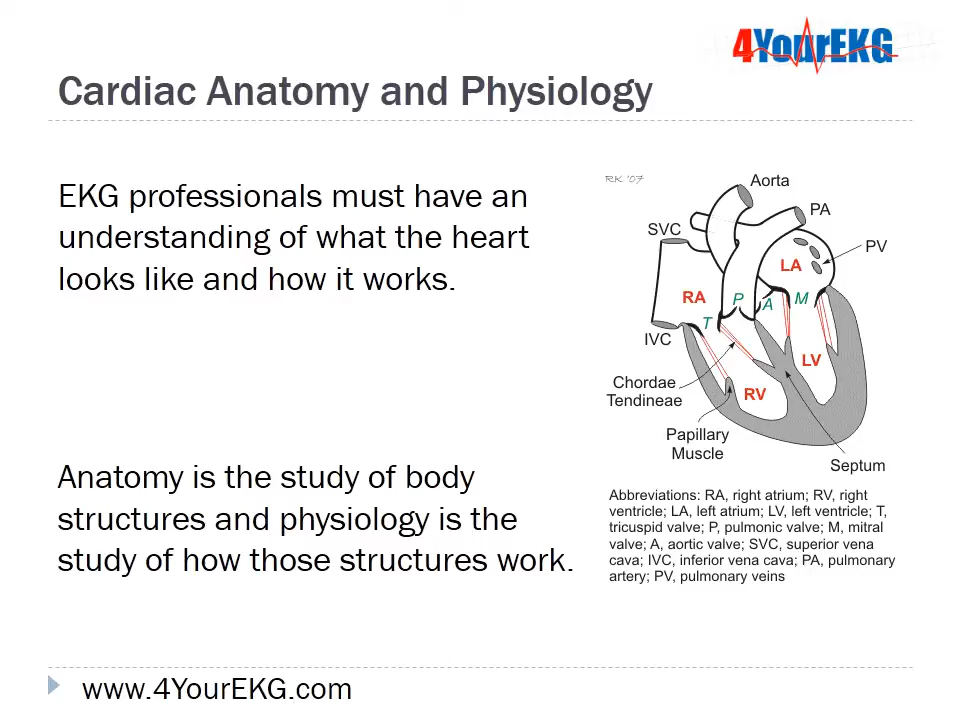 4YourEKG
Cardiac Anatomy and Physiology
EKG professionals must have an
understanding of what the heart
looks like and how it works.
Anatomy is the study of body
structures and physiology is the
study of how those structures work.
RK '07
Aorta
PA
SVC
PV
LA
RA
P
A
M
T
IVC
LV
Chordae
Tendineae
RV
Papillary
Muscle
Septum
Abbreviations: RA, right atrium; RV, right
ventricle; LA, left atrium; LV, left ventricle; T,
tricuspid valve; P, pulmonic valve; M, mitral
valve; A, aortic valve; SVC, superior vena
cava; IVC, inferior vena cava; PA, pulmonary
artery; PV, pulmonary veins
www.4YourEKG.com